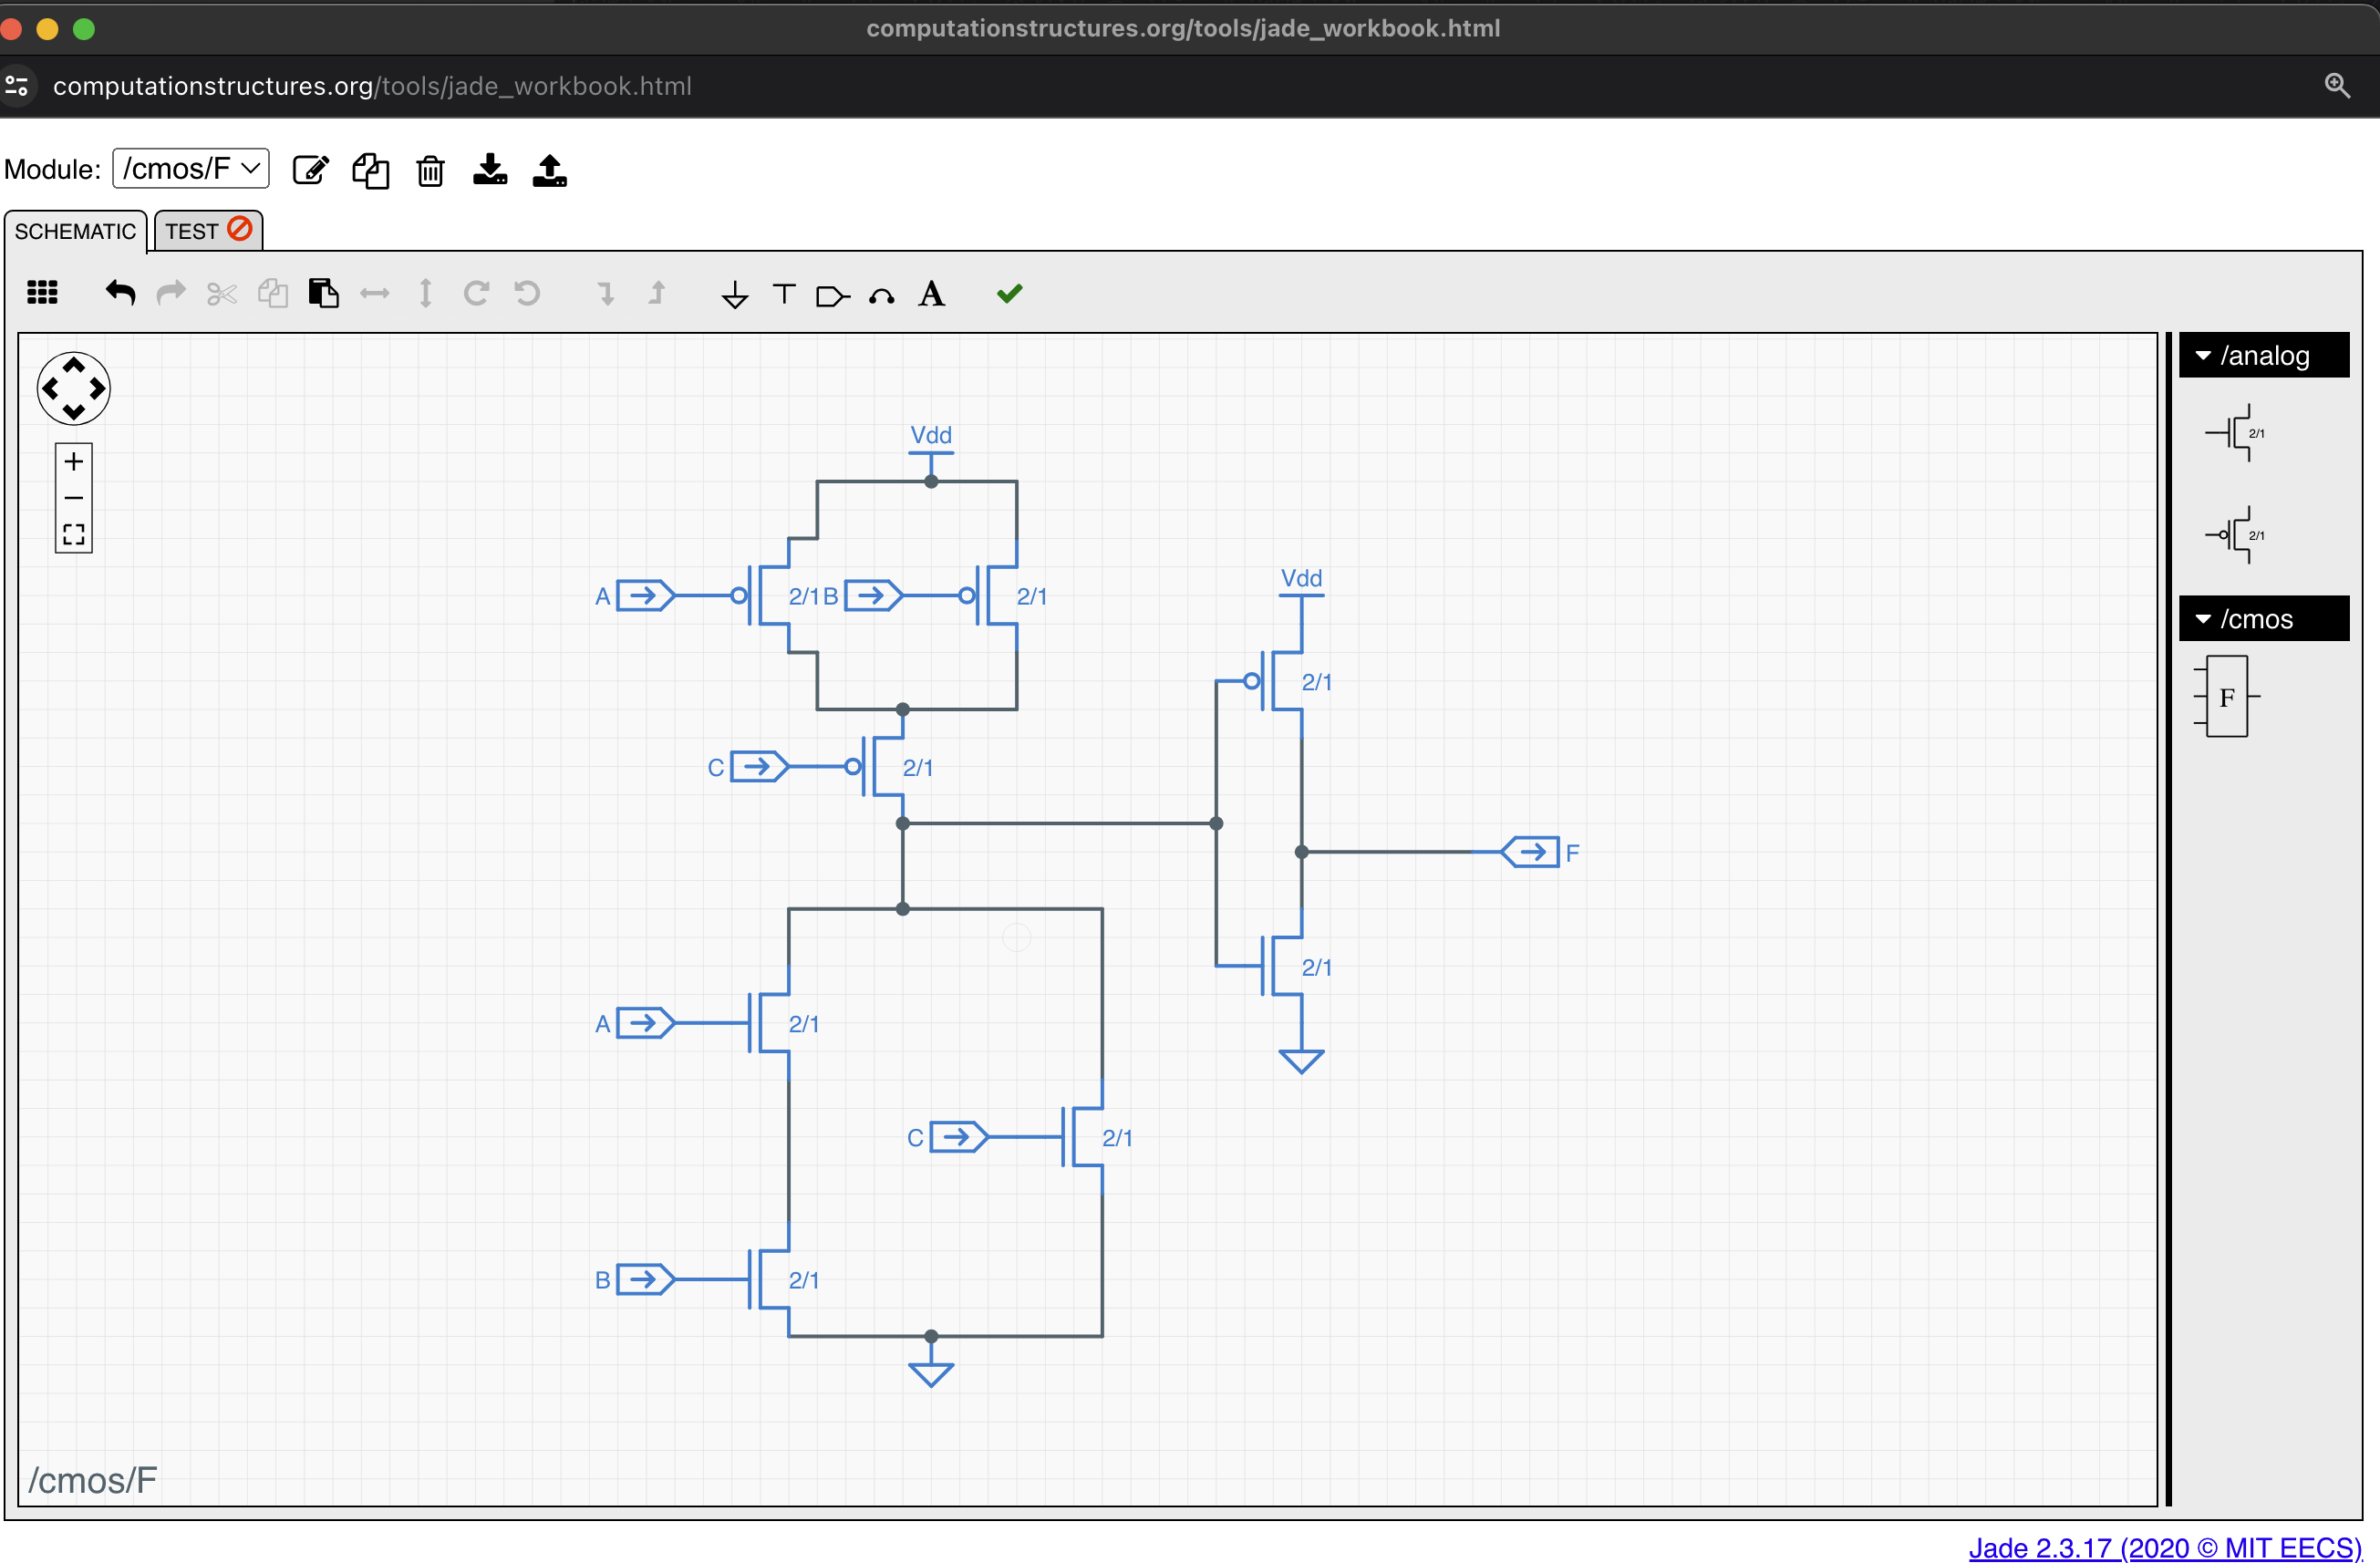 computationstructures.org/tools/jade_workbook.html
computationstructures.org/tools/jade_workbook.html
Module: /cmos/F
SCHEMATIC TEST
A
/analog
2/1
2/1
/cmos
F
Vdd
A 2/1 B 2/1
Vdd
2/1
C 2/1
F
2/1
A 2/1
C 2/1
B 2/1
/cmos/F
Jade 2.3.17 (2020 © MIT EECS)